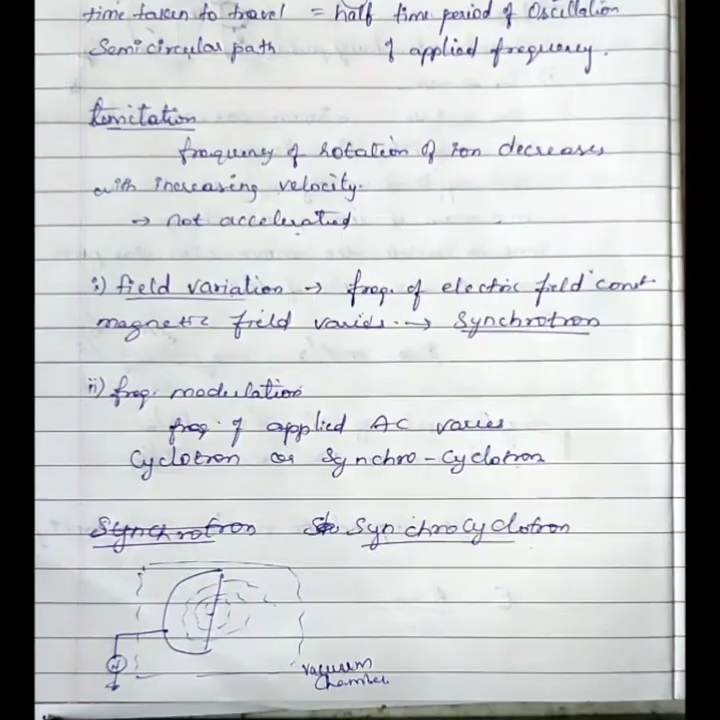 time taken to travel = half time period of Oscillation
Semicircular path of applied frequency.
Limitation
frequency of rotation of ion decreases
with increasing velocity.
→ not accelerated
i) field variation → freq. of electric field const.
magnetic field varies. → Synchrotron
ii) freq. modulation
freq. of applied AC varies
Cyclotron or Synchro-Cyclotron
Synchrotron Synchrocyclotron
Vacuum
Chamber